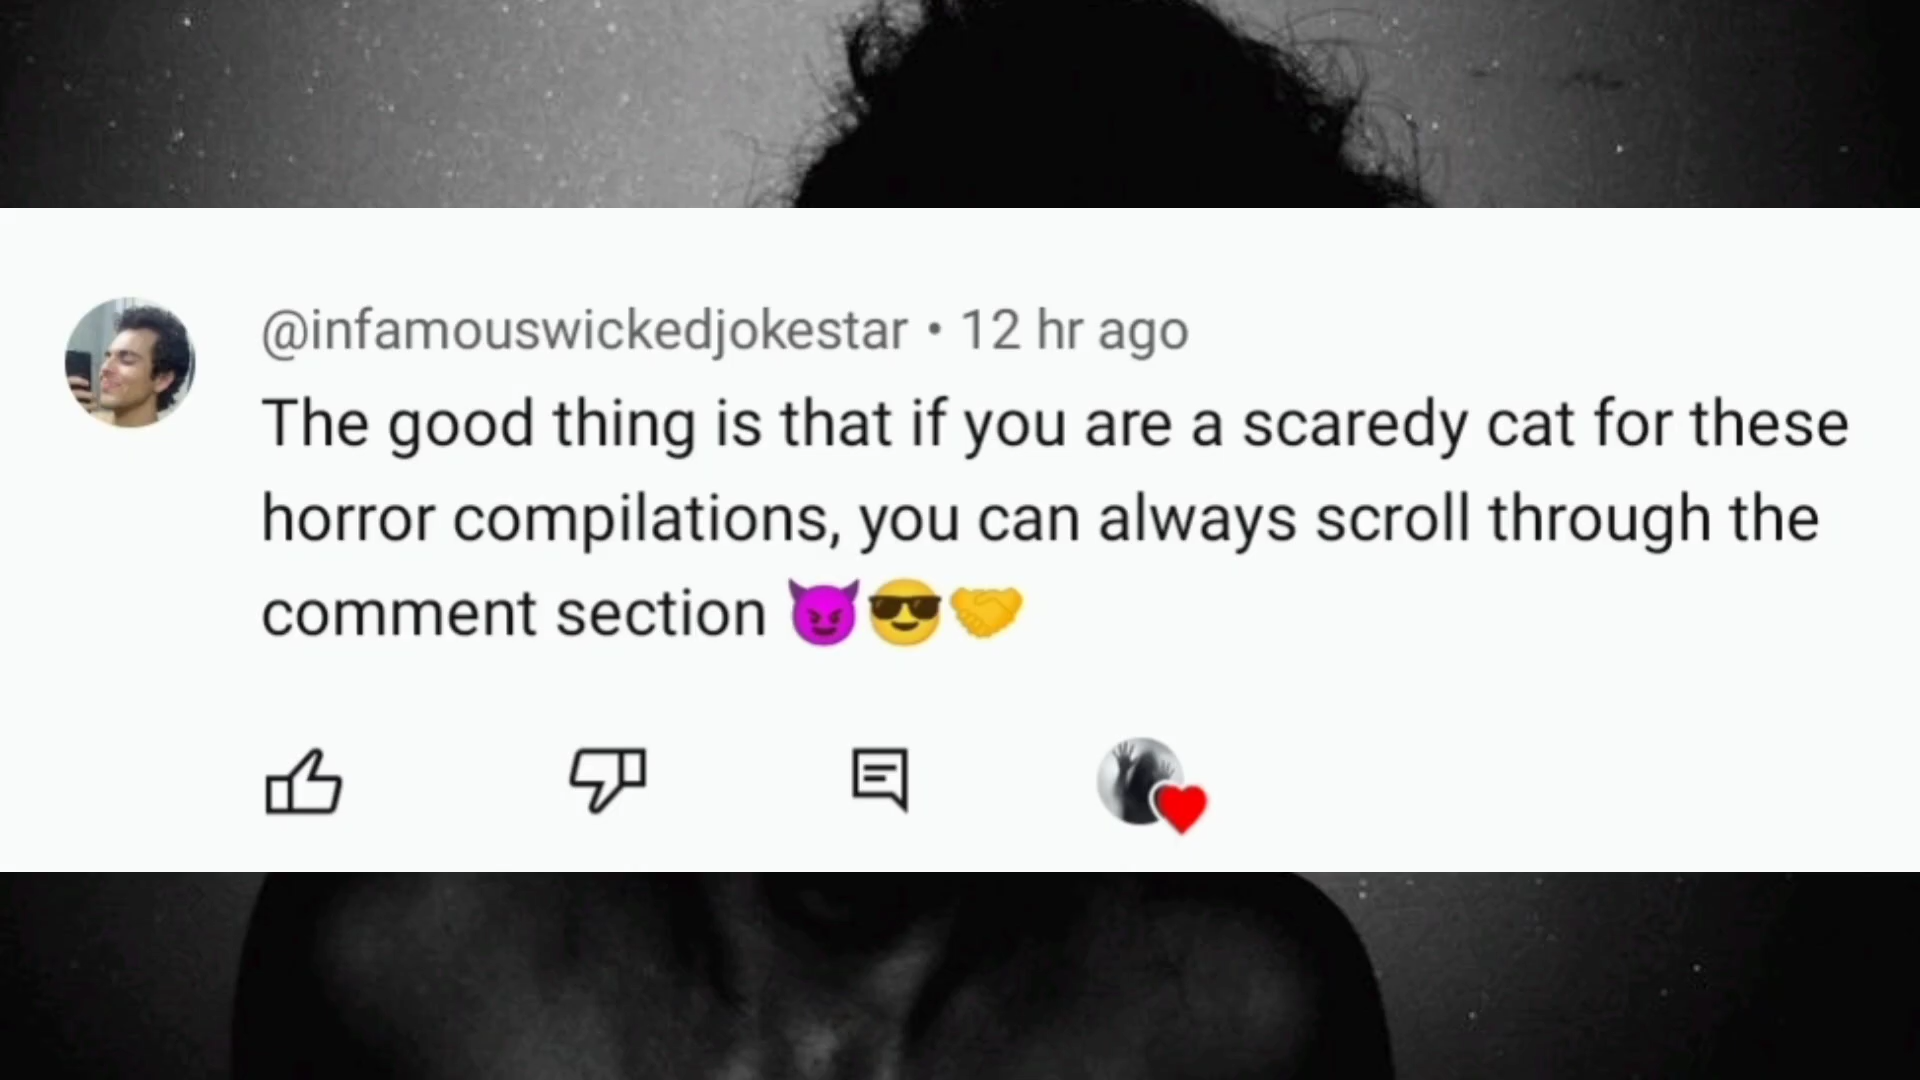 @infamouswickedjokestar • 12 hr ago
The good thing is that if you are a scaredy cat for these
horror compilations, you can always scroll through the
comment section 😈😎🤝